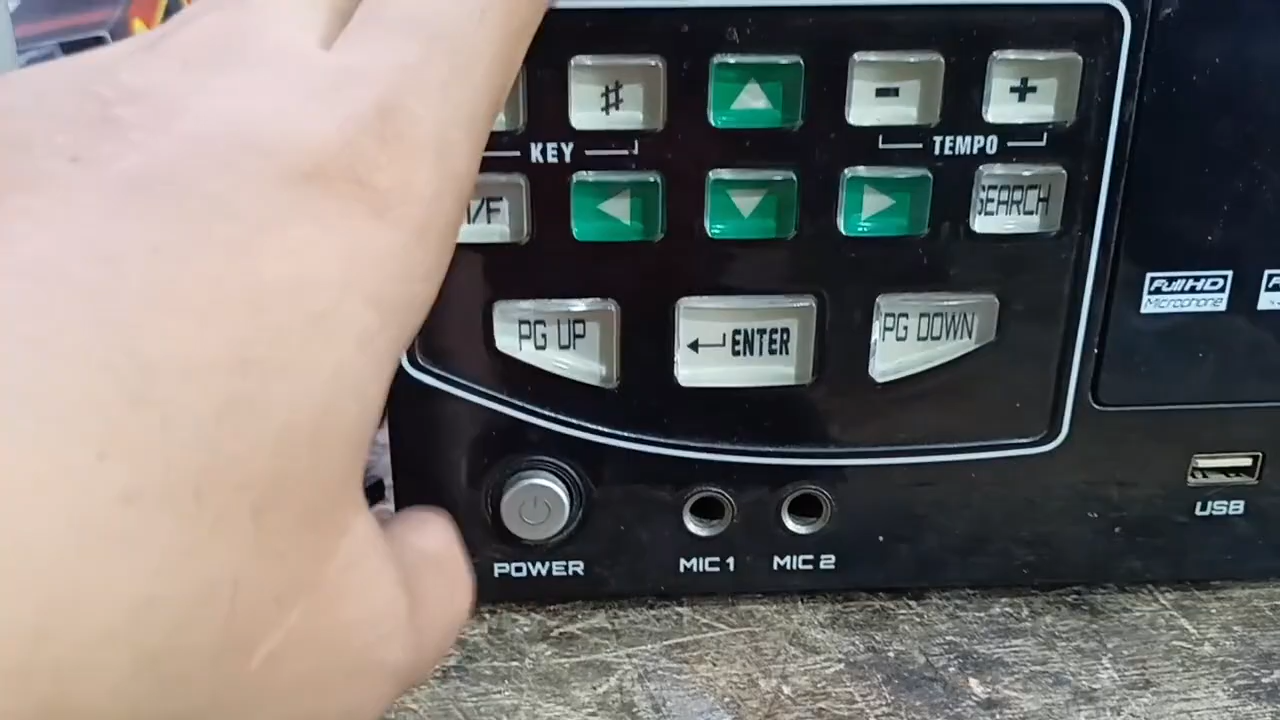 ♯
-
+
KEY
TEMPO
/F
SEARCH
PG UP
ENTER
PG DOWN
Full HD
Microphone
USB
POWER
MIC 1
MIC 2